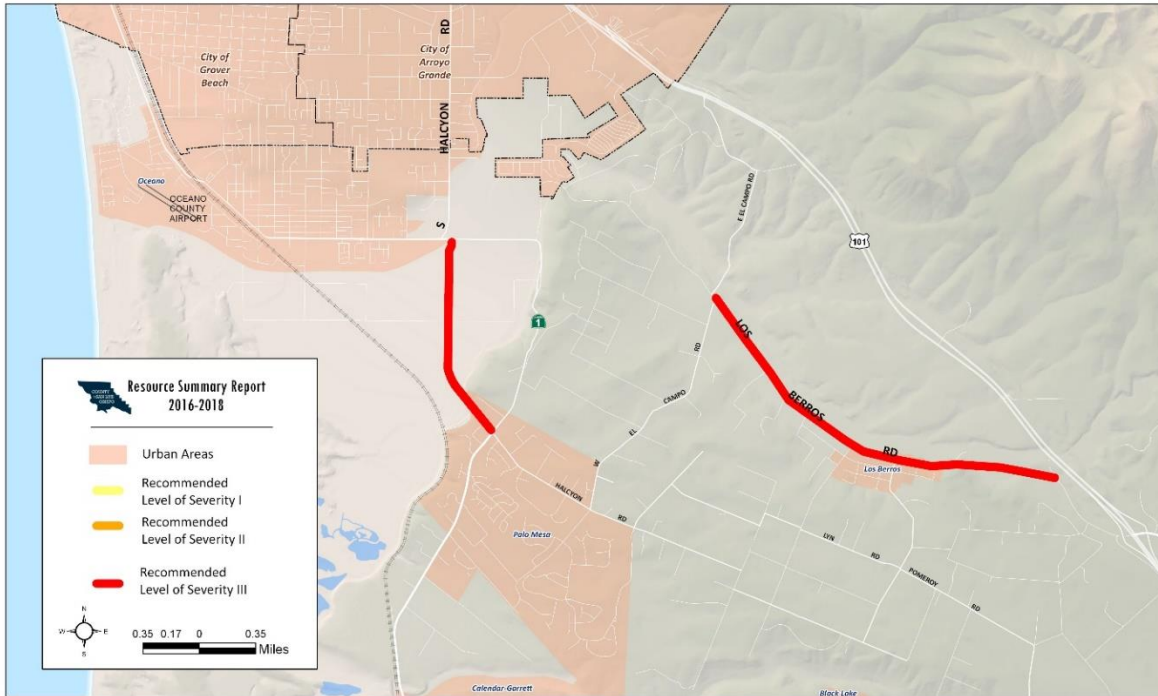 City of
Grover
Beach
City of
Arroyo
Grande
HALCYON RD
S
Oceano
OCEANO
COUNTY
AIRPORT
E EL CAMPO RD
101
1
LOS BERROS RD
Los Berros
W EL CAMPO RD
HALCYON RD
Palo Mesa
LYN RD
POMEROY RD
Calendar-Garrett
Black Lake
Resource Summary Report
2016-2018
Urban Areas
Recommended
Level of Severity I
Recommended
Level of Severity II
Recommended
Level of Severity III
N
W E
S
0.35 0.17 0 0.35
Miles